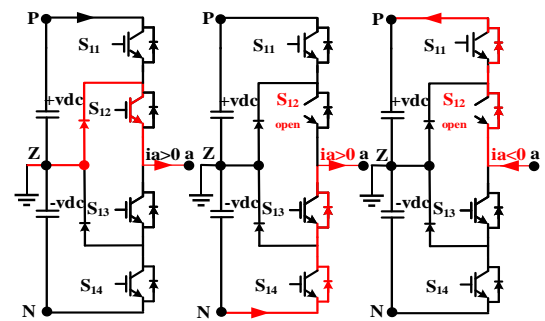 P
S11
+vdc
S12
Z
ia>0 a
-vdc
S13
S14
N
P
S11
+vdc
S12
open
Z
ia>0 a
-vdc
S13
S14
N
P
S11
+vdc
S12
open
Z
ia<0 a
-vdc
S13
S14
N